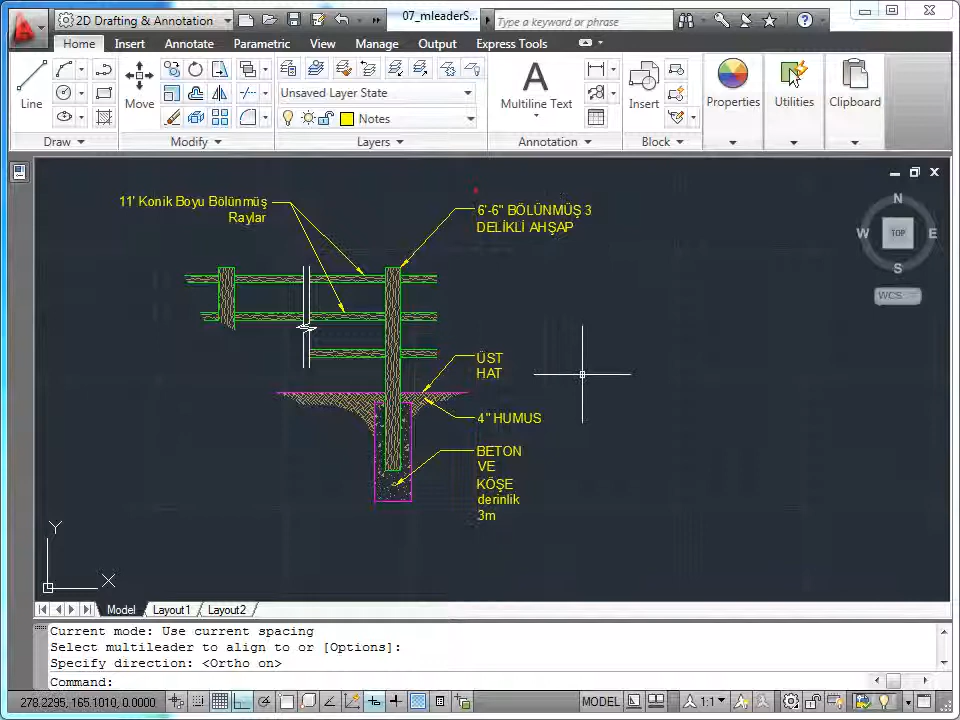 2D Drafting & Annotation
07_mleaderS...
Type a keyword or phrase
Home Insert Annotate Parametric View Manage Output Express Tools
Line
Move
Unsaved Layer State
Notes
Multiline Text
Insert
Properties
Utilities
Clipboard
Draw
Modify
Layers
Annotation
Block
11' Konik Boyu Bölünmüş
Raylar
6'-6" BÖLÜNMÜŞ 3
DELİKLİ AHŞAP
N
W TOP E
S
WCS
ÜST
HAT
4" HUMUS
BETON
VE
KÖŞE
derinlik
3m
Y
X
Model Layout1 Layout2
Current mode: Use current spacing
Select multileader to align to or [Options]:
Specify direction: <Ortho on>
Command:
278.2295, 165.1010, 0.0000
MODEL
1:1